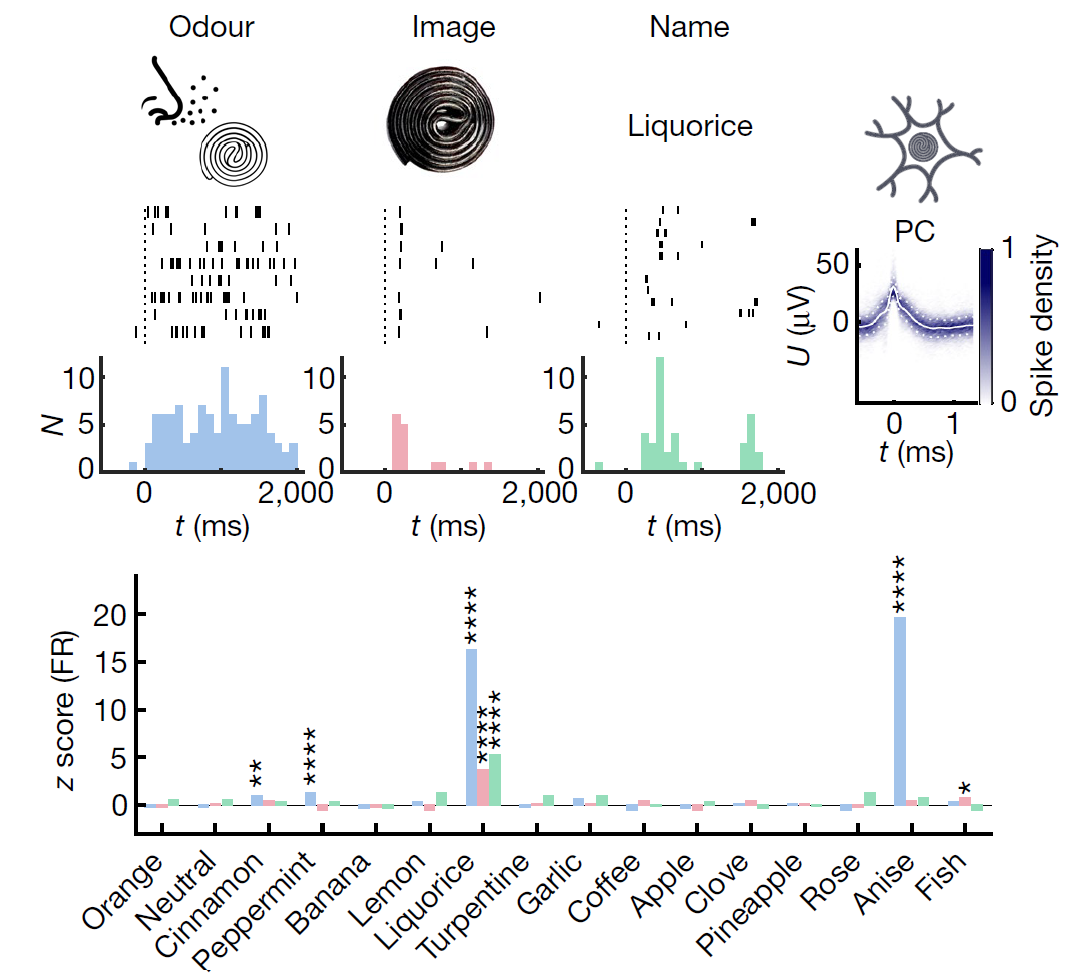 Odour
Image
Name
Liquorice
PC
50
0
U (μV)
0
1
t (ms)
1
0
Spike density
N
10
5
0
0
2,000
t (ms)
10
5
0
0
2,000
t (ms)
10
5
0
0
2,000
t (ms)
z score (FR)
20
15
10
5
0
**
****
****
****
****
****
*
Orange
Neutral
Cinnamon
Peppermint
Banana
Lemon
Liquorice
Turpentine
Garlic
Coffee
Apple
Clove
Pineapple
Rose
Anise
Fish